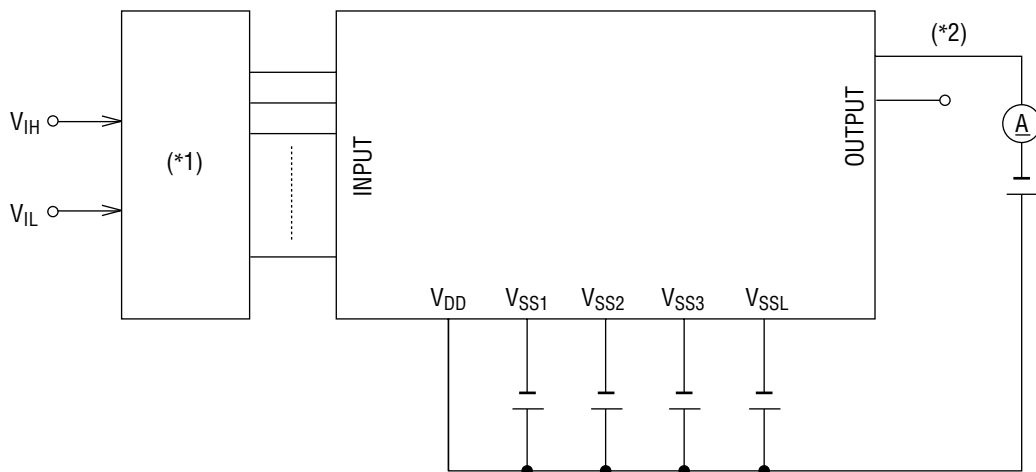 (*2)
V_IH
(*1)
INPUT
OUTPUT
A
V_IL
V_DD V_SS1 V_SS2 V_SS3 V_SSL